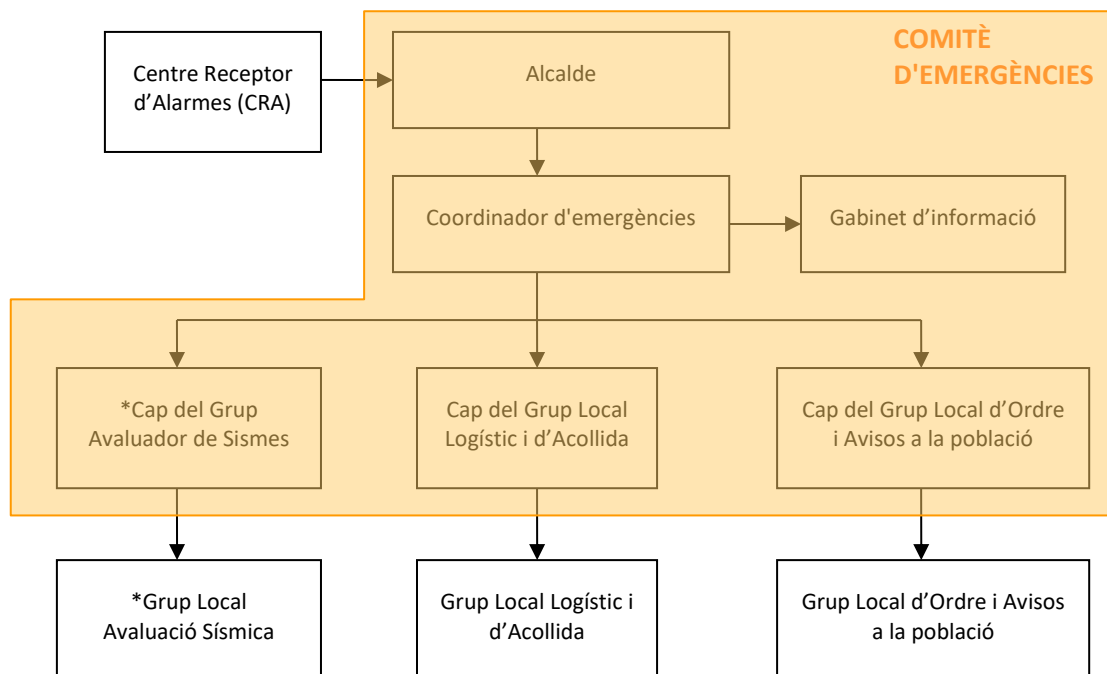 COMITÈ
D'EMERGÈNCIES
Centre Receptor
d’Alarmes (CRA)
Alcalde
Coordinador d'emergències
Gabinet d’informació
*Cap del Grup
Avaluador de Sismes
Cap del Grup Local
Logístic i d’Acollida
Cap del Grup Local d’Ordre
i Avisos a la població
*Grup Local
Avaluació Sísmica
Grup Local Logístic i
d’Acollida
Grup Local d’Ordre i Avisos
a la població